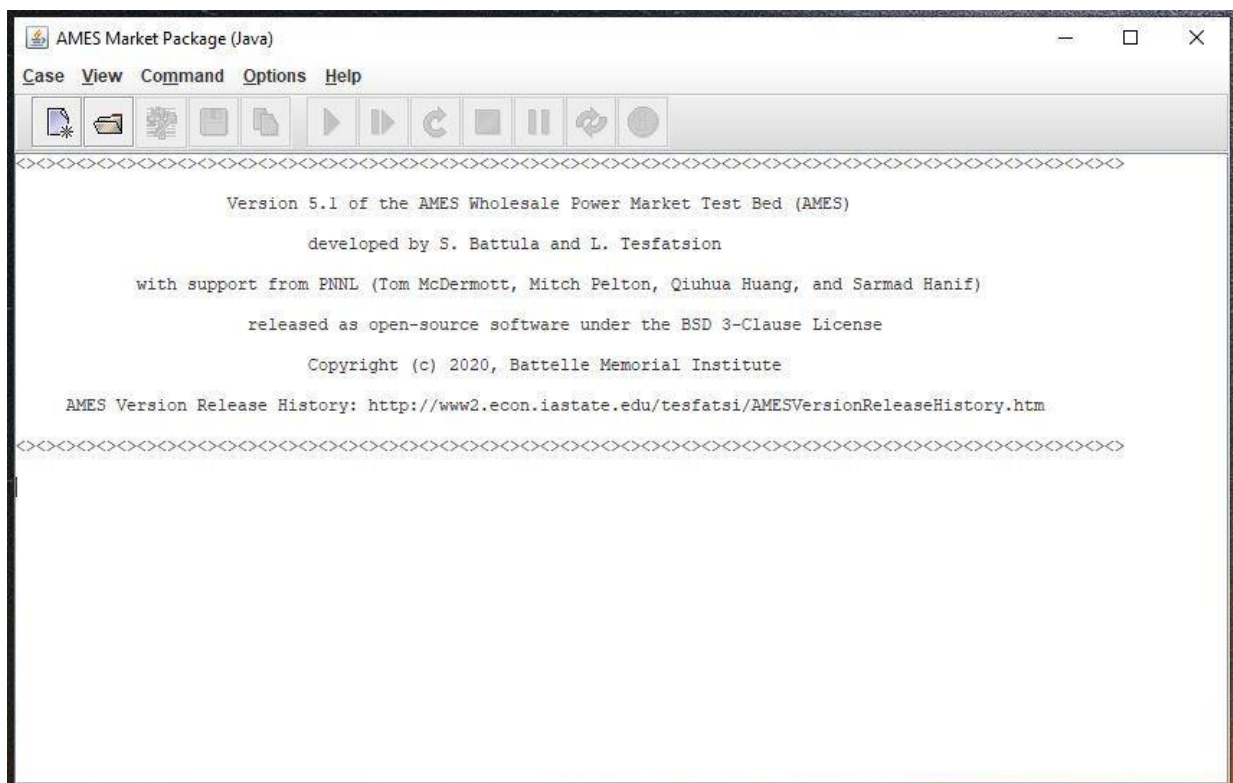 AMES Market Package (Java)
Case View Command Options Help
<><><><><><><><><><><><><><><><><><><><><><><><><><><><><><><><><><><><><><><><><><><><><><><><><><><><><><><>
Version 5.1 of the AMES Wholesale Power Market Test Bed (AMES)
developed by S. Battula and L. Tesfatsion
with support from PNNL (Tom McDermott, Mitch Pelton, Qiuhua Huang, and Sarmad Hanif)
released as open-source software under the BSD 3-Clause License
Copyright (c) 2020, Battelle Memorial Institute
AMES Version Release History: http://www2.econ.iastate.edu/tesfatsi/AMESVersionReleaseHistory.htm
<><><><><><><><><><><><><><><><><><><><><><><><><><><><><><><><><><><><><><><><><><><><><><><><><><><><><><><>